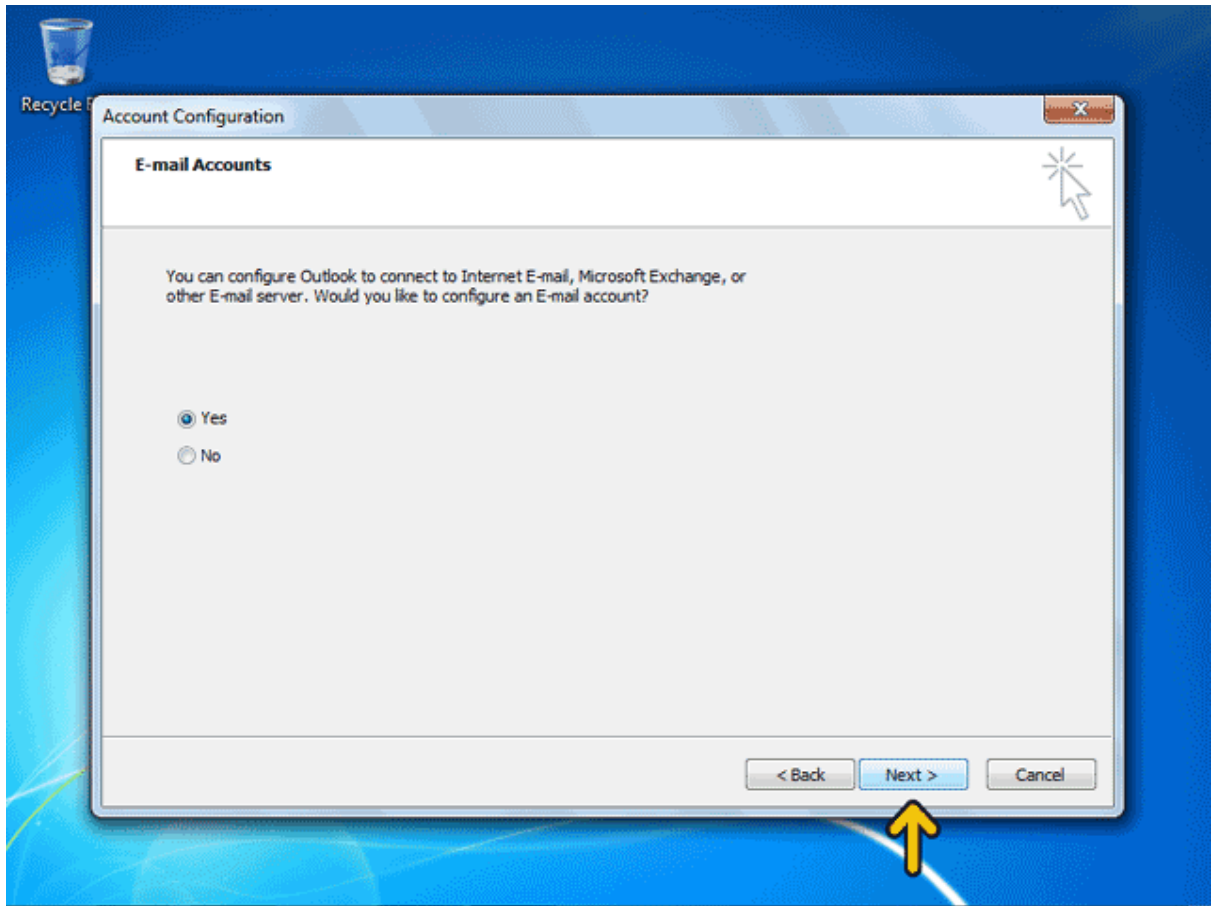 Recycle
Account Configuration
E-mail Accounts
You can configure Outlook to connect to Internet E-mail, Microsoft Exchange, or
other E-mail server. Would you like to configure an E-mail account?
Yes
No
< Back
Next >
Cancel